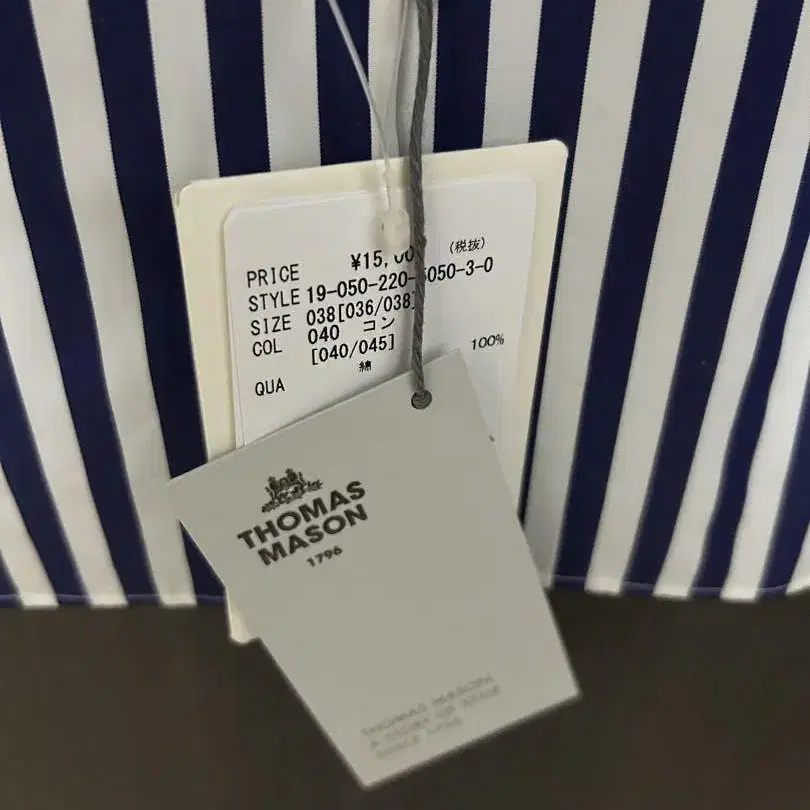 PRICE ¥15,00 (税抜)
STYLE 19-050-220- 050-3-0
SIZE 038[036/038]
COL 040 コン
[040/045]
QUA 綿 100%
THOMAS
MASON
1796